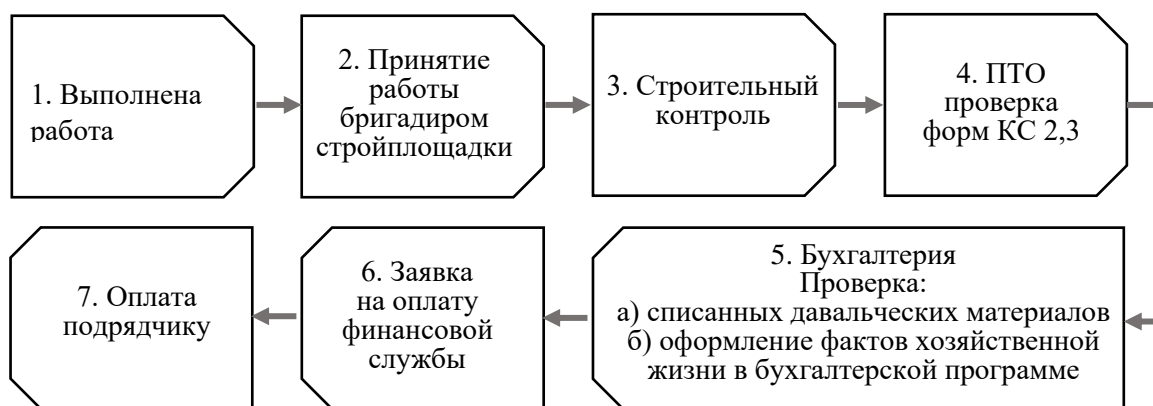 1. Выполнена
работа
2. Принятие
работы
бригадиром
стройплощадки
3. Строительный
контроль
4. ПТО
проверка
форм КС 2,3
5. Бухгалтерия
Проверка:
а) списанных давальческих материалов
б) оформление фактов хозяйственной
жизни в бухгалтерской программе
6. Заявка
на оплату
финансовой
службы
7. Оплата
подрядчику